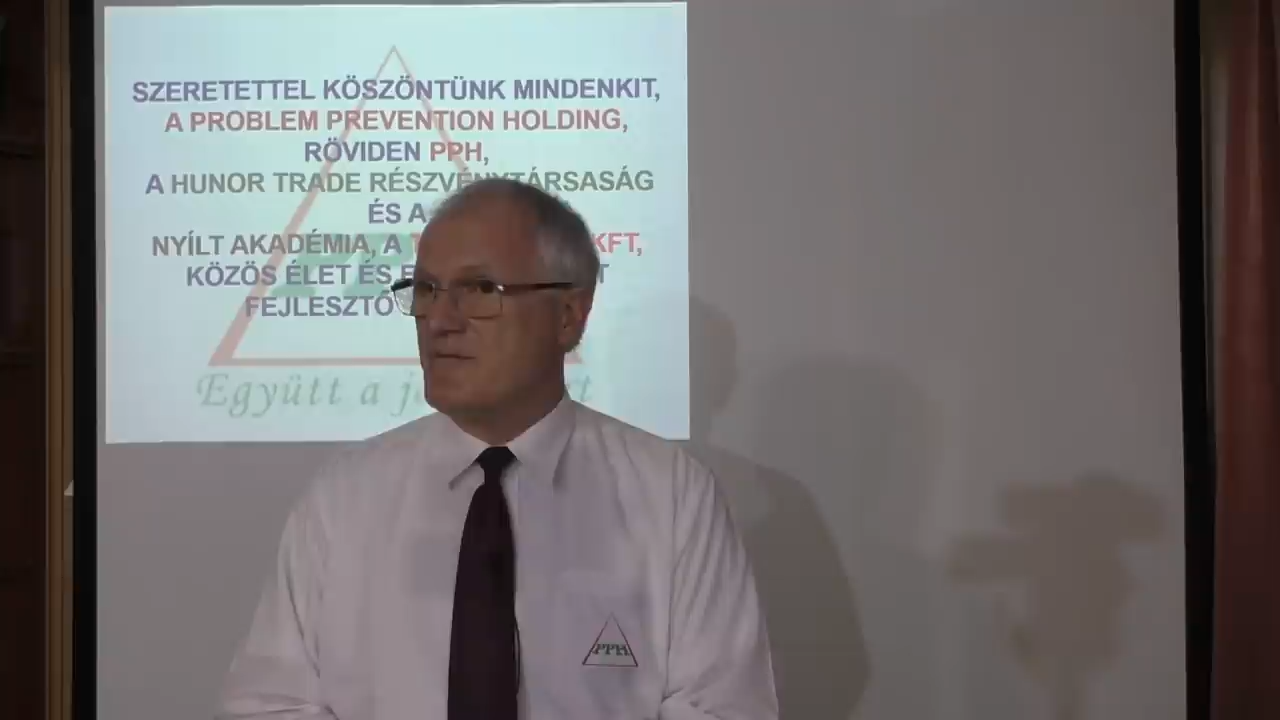 SZERETETTEL KÖSZÖNTÜNK MINDENKIT,
A PROBLEM PREVENTION HOLDING,
RÖVIDEN PPH,
A HUNOR TRADE RÉSZVÉNYTÁRSASÁG
ÉS A
NYÍLT AKADÉMIA, A KFT,
KÖZÖS ÉLET ÉS
FEJLESZTŐ
Együtt a
PPH